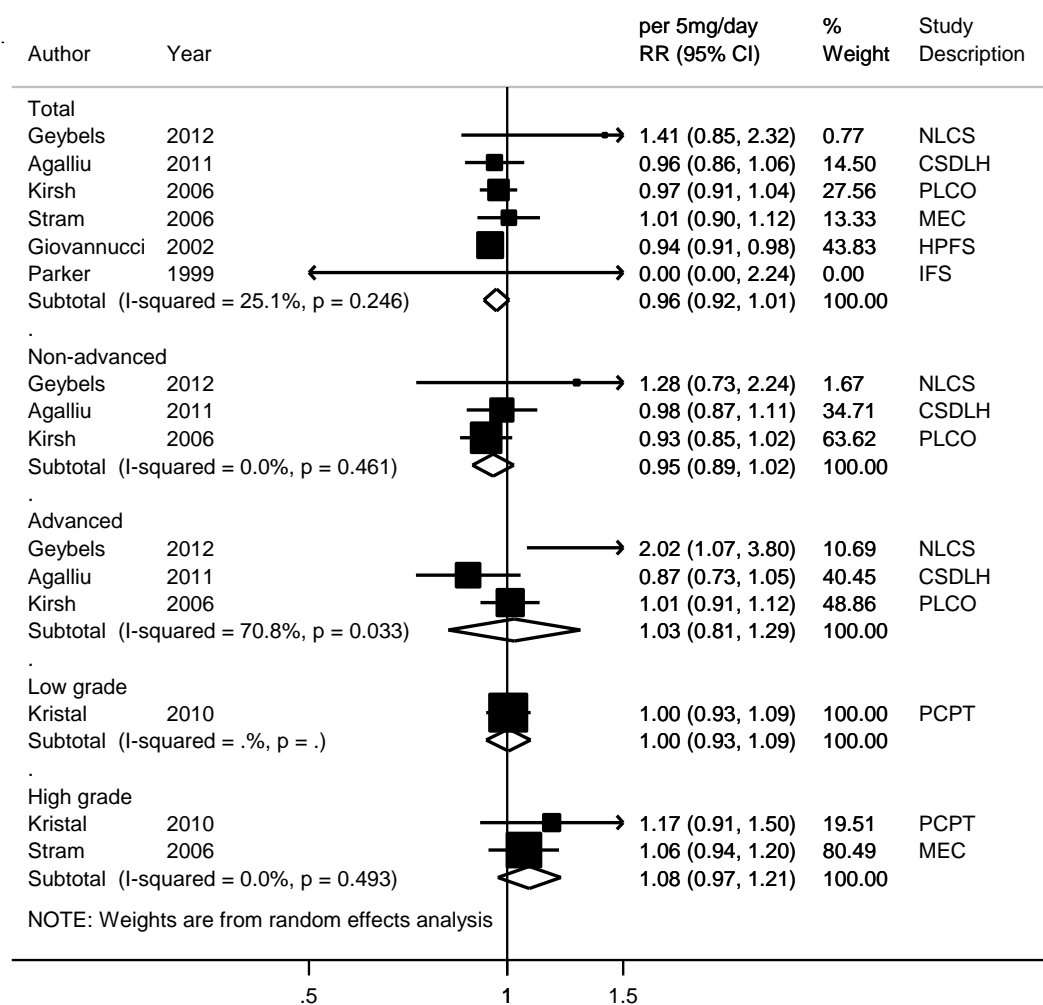 per 5mg/day % Study
Author Year RR (95% CI) Weight Description
Total
Geybels 2012 1.41 (0.85, 2.32) 0.77 NLCS
Agalliu 2011 0.96 (0.86, 1.06) 14.50 CSDLH
Kirsh 2006 0.97 (0.91, 1.04) 27.56 PLCO
Stram 2006 1.01 (0.90, 1.12) 13.33 MEC
Giovannucci 2002 0.94 (0.91, 0.98) 43.83 HPFS
Parker 1999 0.00 (0.00, 2.24) 0.00 IFS
Subtotal (I-squared = 25.1%, p = 0.246) 0.96 (0.92, 1.01) 100.00
.
Non-advanced
Geybels 2012 1.28 (0.73, 2.24) 1.67 NLCS
Agalliu 2011 0.98 (0.87, 1.11) 34.71 CSDLH
Kirsh 2006 0.93 (0.85, 1.02) 63.62 PLCO
Subtotal (I-squared = 0.0%, p = 0.461) 0.95 (0.89, 1.02) 100.00
.
Advanced
Geybels 2012 2.02 (1.07, 3.80) 10.69 NLCS
Agalliu 2011 0.87 (0.73, 1.05) 40.45 CSDLH
Kirsh 2006 1.01 (0.91, 1.12) 48.86 PLCO
Subtotal (I-squared = 70.8%, p = 0.033) 1.03 (0.81, 1.29) 100.00
.
Low grade
Kristal 2010 1.00 (0.93, 1.09) 100.00 PCPT
Subtotal (I-squared = .%, p = .) 1.00 (0.93, 1.09) 100.00
.
High grade
Kristal 2010 1.17 (0.91, 1.50) 19.51 PCPT
Stram 2006 1.06 (0.94, 1.20) 80.49 MEC
Subtotal (I-squared = 0.0%, p = 0.493) 1.08 (0.97, 1.21) 100.00
NOTE: Weights are from random effects analysis
.5 1 1.5